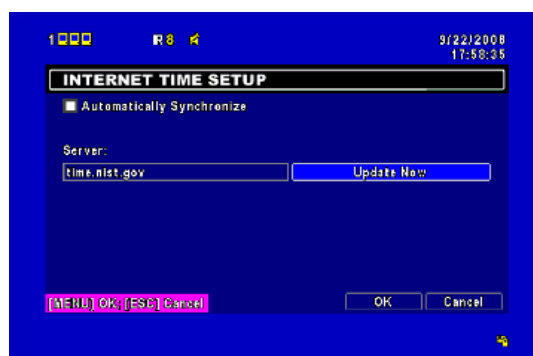 1 R8 9/22/2008
17:58:35
INTERNET TIME SETUP
Automatically Synchronize
Server:
time.nist.gov Update Now
[MENU] OK; [ESC] Cancel OK Cancel